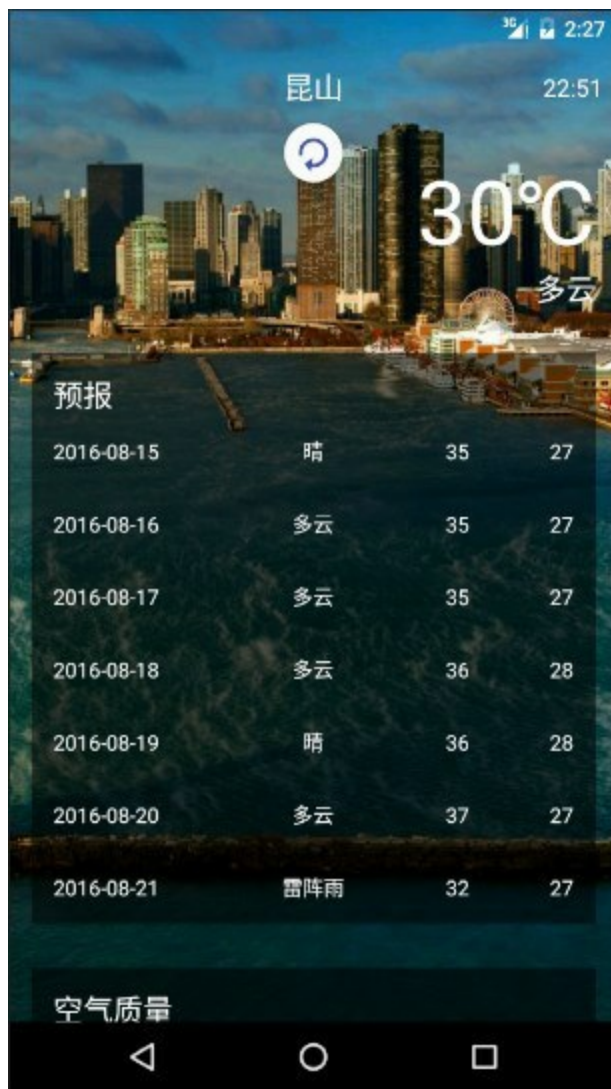 3G 2:27
昆山 22:51
30℃
多云
预报
2016-08-15 晴 35 27
2016-08-16 多云 35 27
2016-08-17 多云 35 27
2016-08-18 多云 36 28
2016-08-19 晴 36 28
2016-08-20 多云 37 27
2016-08-21 雷阵雨 32 27
空气质量